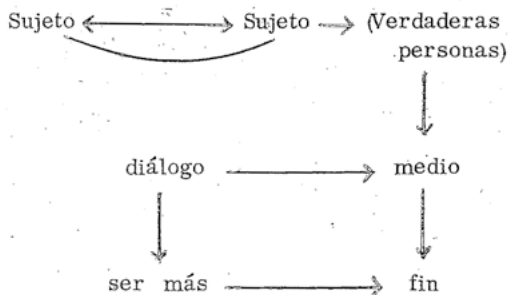 Sujeto Sujeto (Verdaderas
personas)
diálogo medio
ser más fin